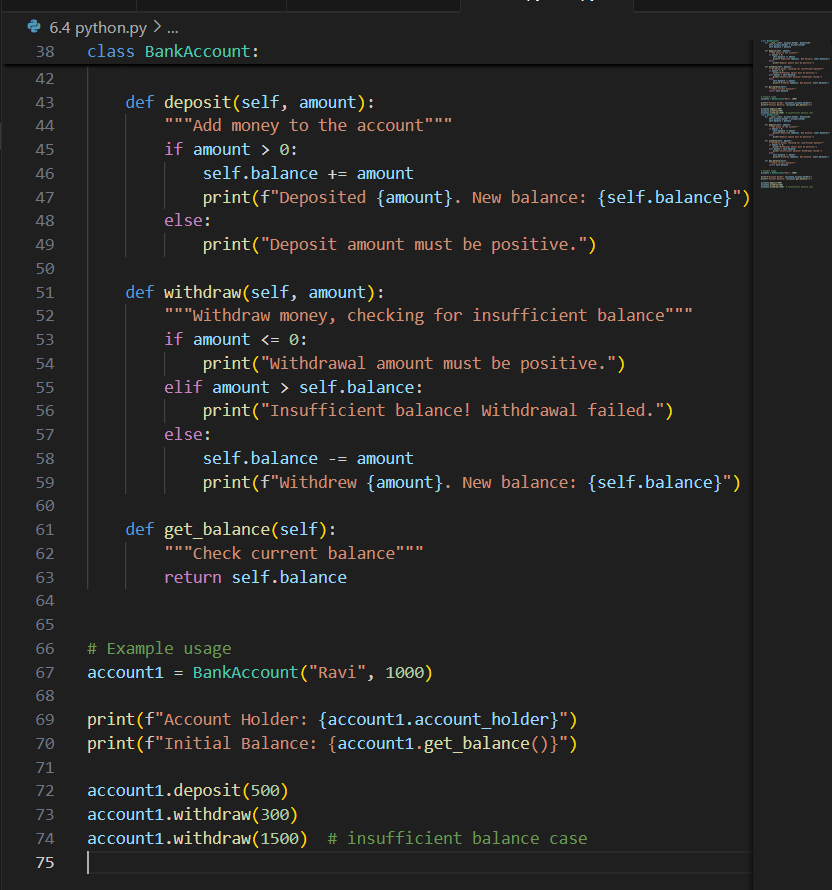 6.4 python.py > ...
38 class BankAccount:
42
43     def deposit(self, amount):
44         """Add money to the account"""
45         if amount > 0:
46             self.balance += amount
47             print(f"Deposited {amount}. New balance: {self.balance}")
48         else:
49             print("Deposit amount must be positive.")
50
51     def withdraw(self, amount):
52         """Withdraw money, checking for insufficient balance"""
53         if amount <= 0:
54             print("Withdrawal amount must be positive.")
55         elif amount > self.balance:
56             print("Insufficient balance! Withdrawal failed.")
57         else:
58             self.balance -= amount
59             print(f"Withdrew {amount}. New balance: {self.balance}")
60
61     def get_balance(self):
62         """Check current balance"""
63         return self.balance
64
65
66 # Example usage
67 account1 = BankAccount("Ravi", 1000)
68
69 print(f"Account Holder: {account1.account_holder}")
70 print(f"Initial Balance: {account1.get_balance()}")
71
72 account1.deposit(500)
73 account1.withdraw(300)
74 account1.withdraw(1500)  # insufficient balance case
75